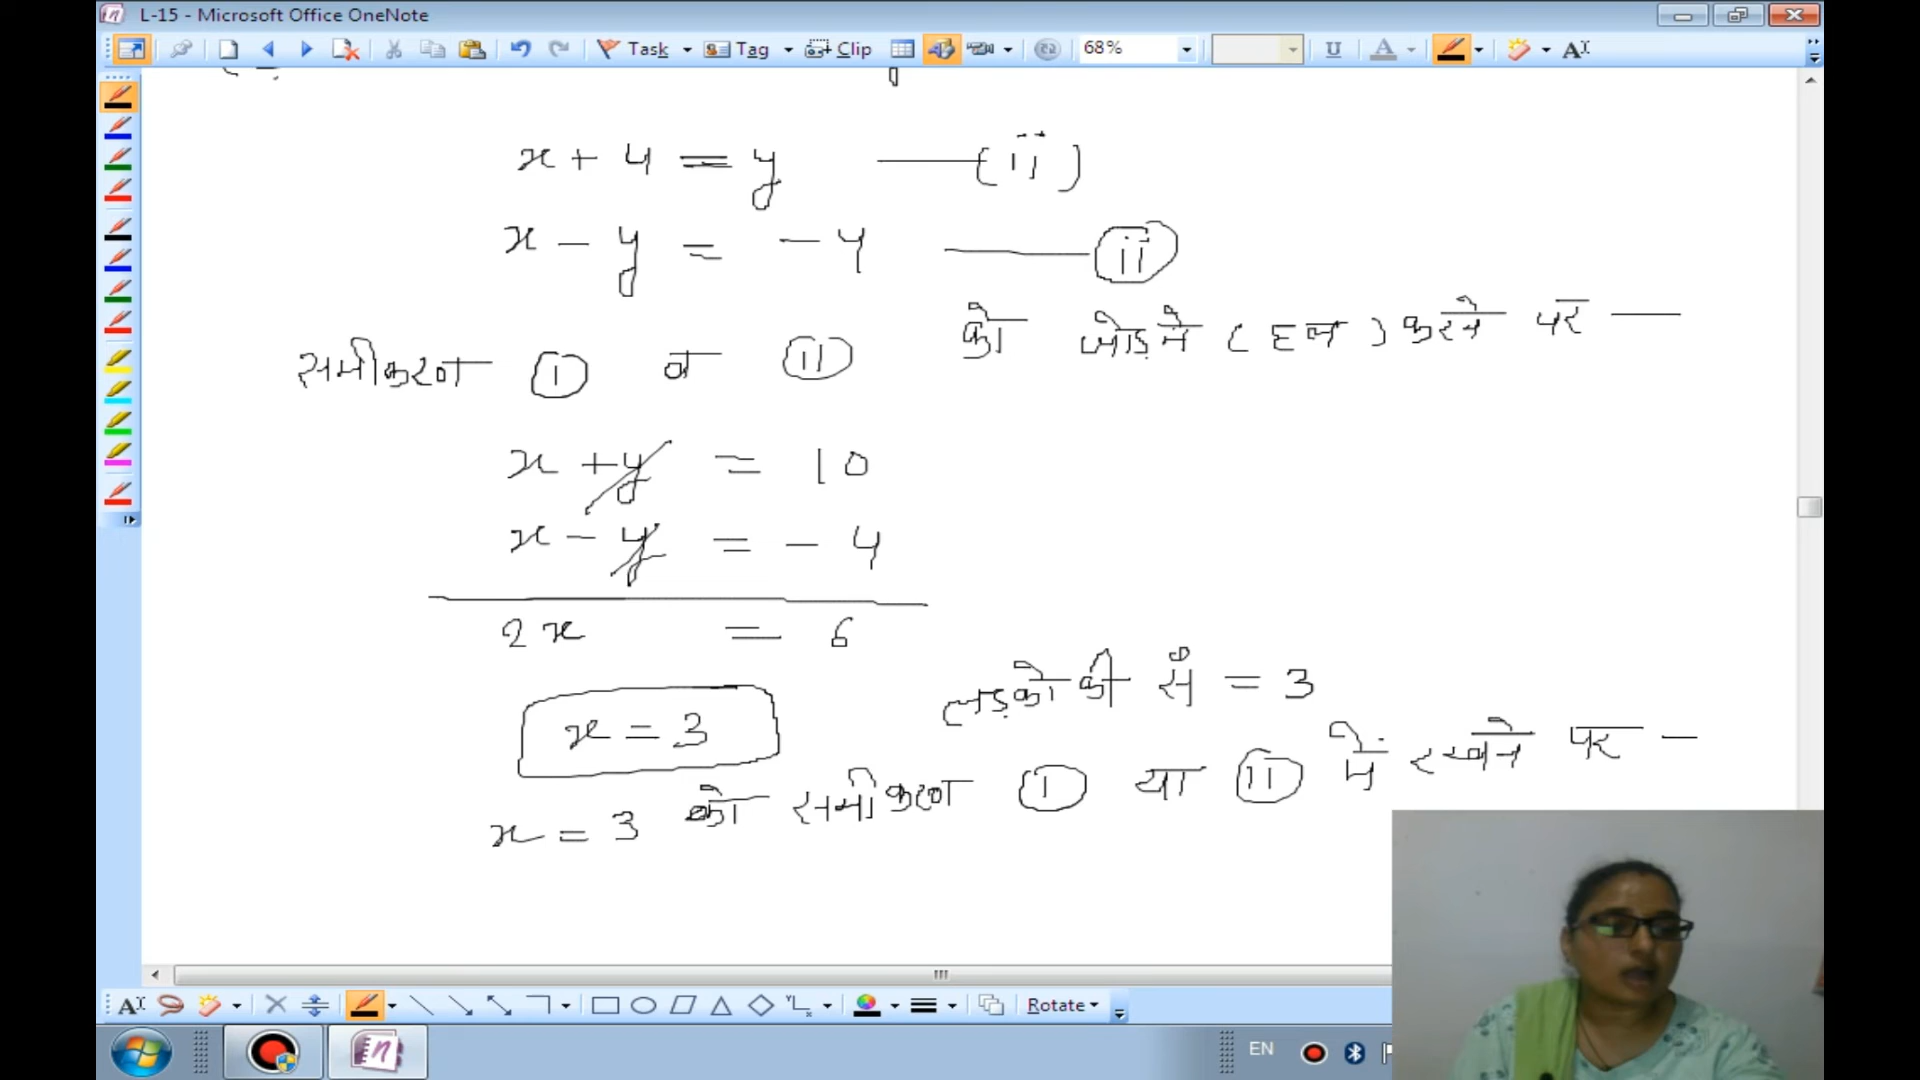 L-15 - Microsoft Office OneNote
Task Tag Clip 68% U A A
x + 4 = y —— (ii)
x - y = - 4 —— (ii)
समीकरण (i) व (ii) को जोड़ने (हल) करने पर —
x + y = 10
x - y = - 4
2x = 6
x = 3 लड़कों की सं = 3
x = 3 को समीकरण (i) या (ii) में रखने पर -
A Rotate
EN